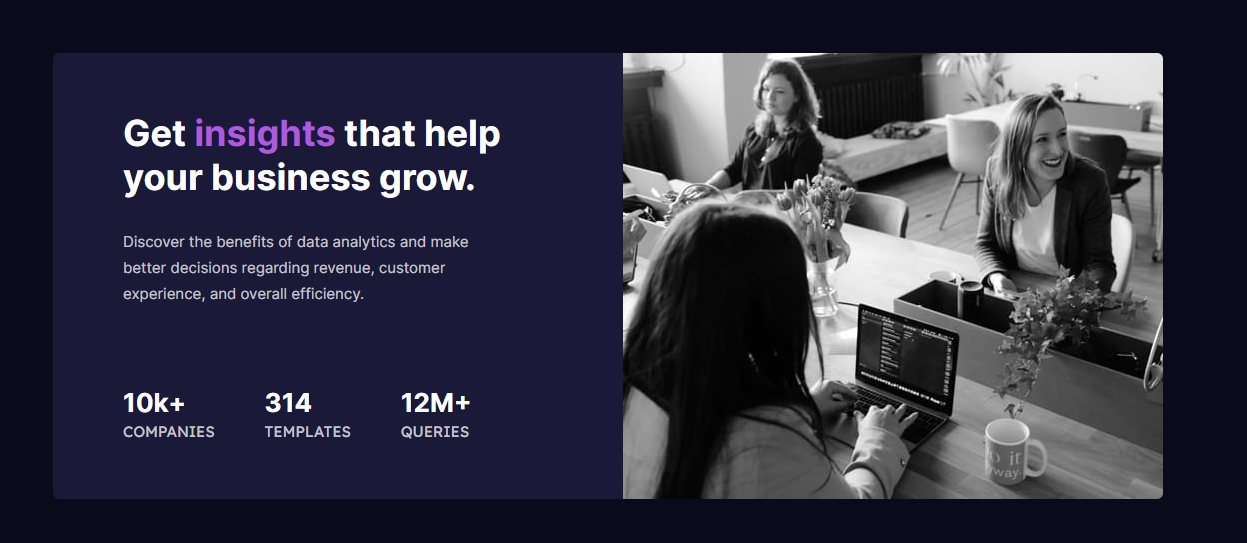 Get insights that help
your business grow.
Discover the benefits of data analytics and make
better decisions regarding revenue, customer
experience, and overall efficiency.
10k+ 314 12M+
COMPANIES TEMPLATES QUERIES